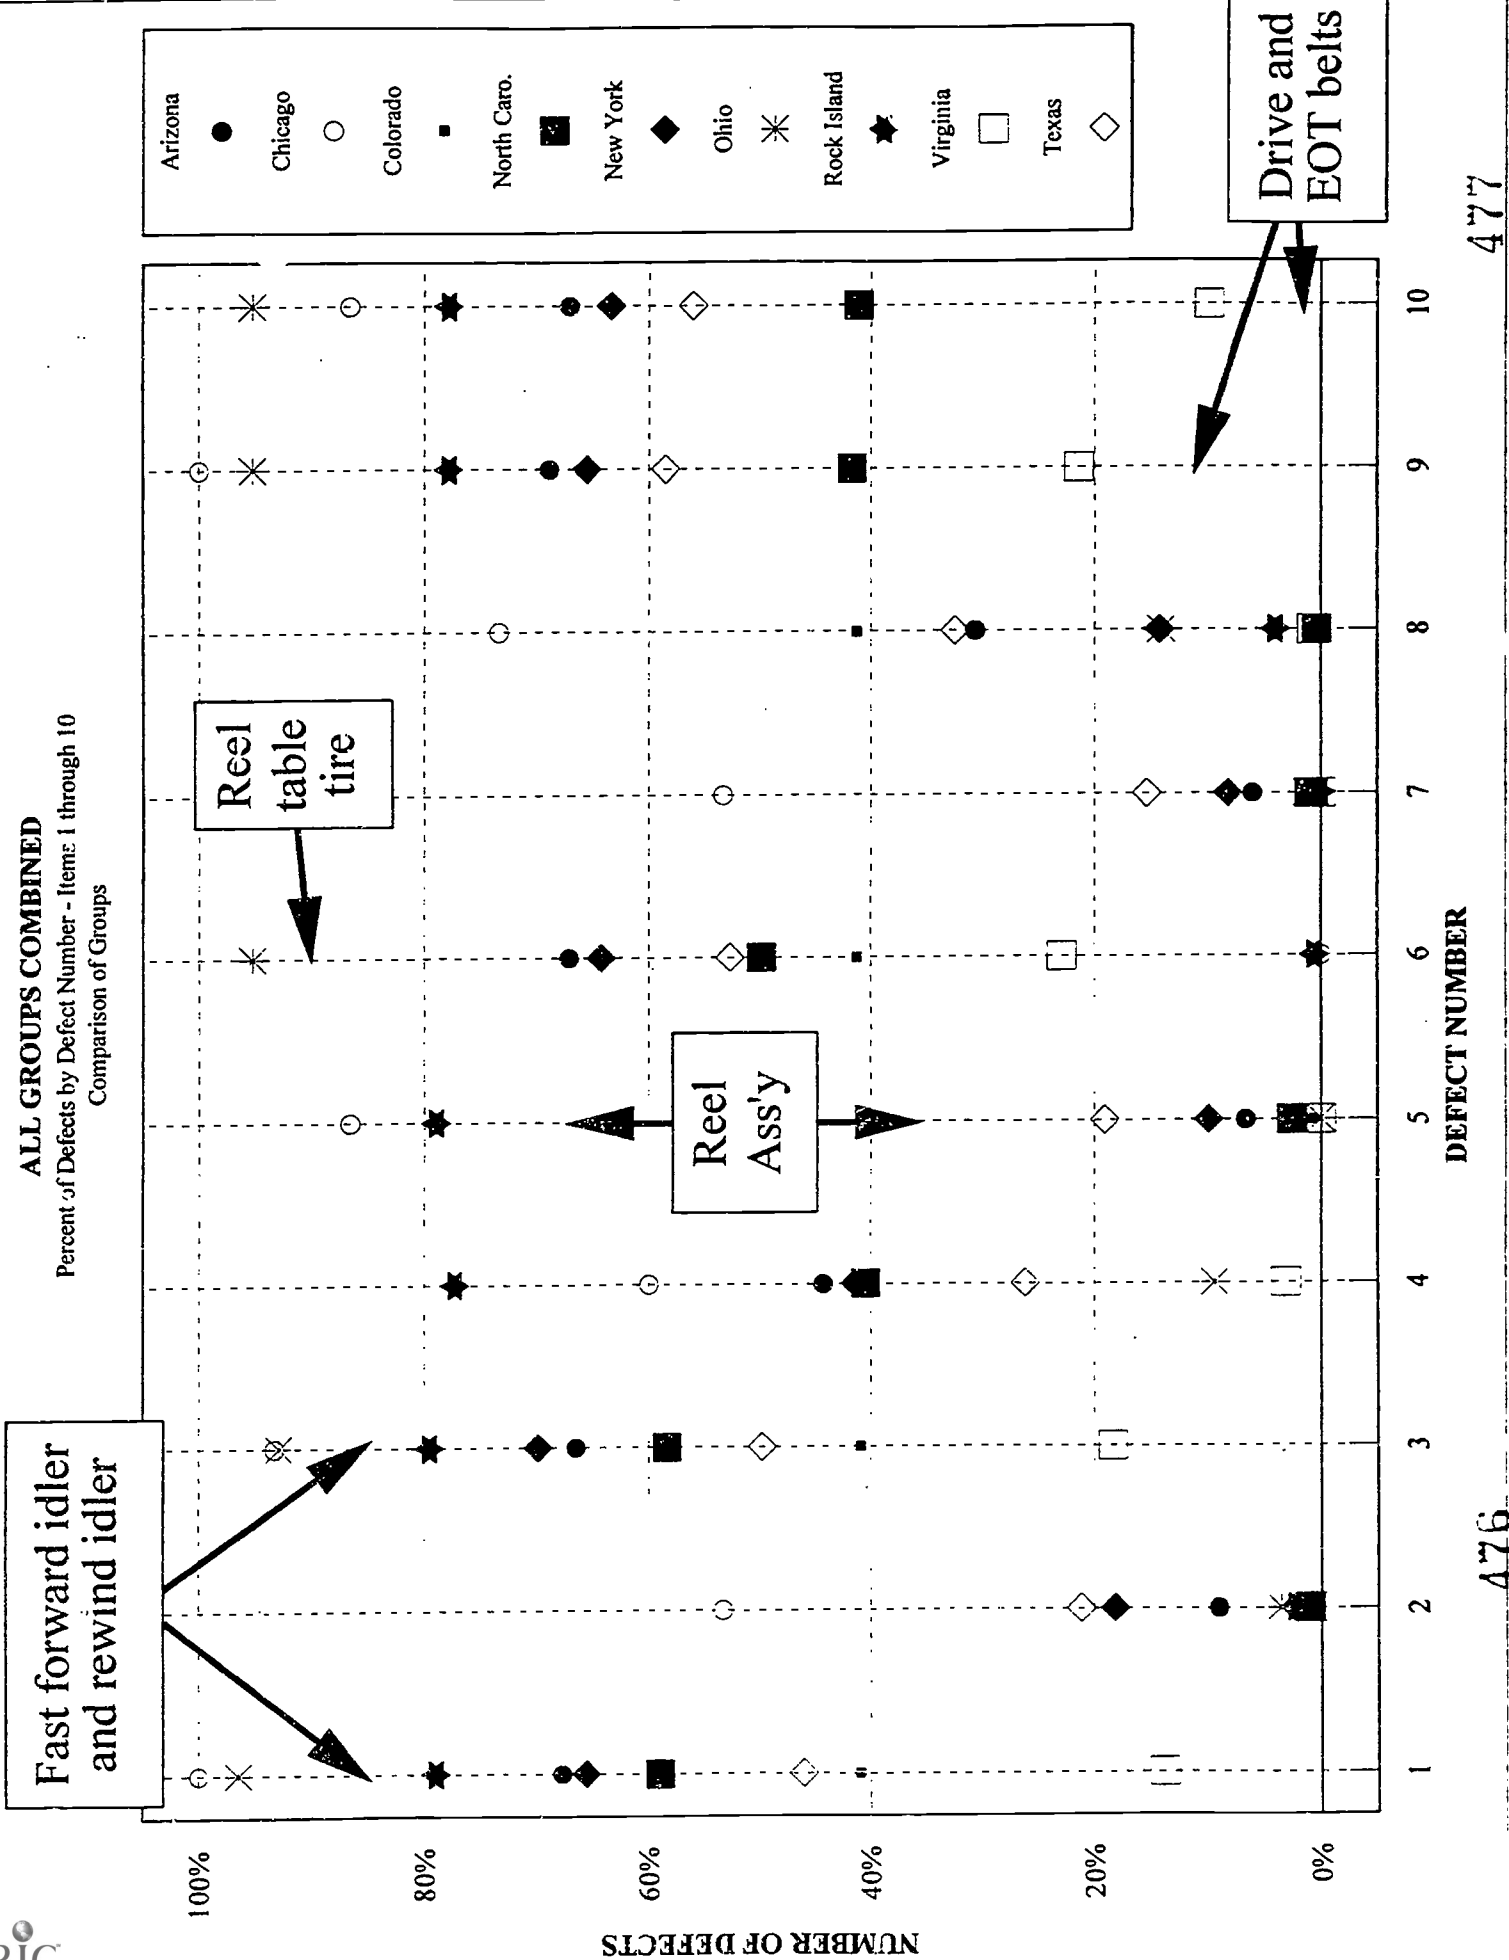 ALL GROUPS COMBINED
Percent of Defects by Defect Number - Items 1 through 10
Comparison of Groups
Fast forward idler
and rewind idler
Reel
table
tire
Reel
Ass'y
Drive and
EOT belts
NUMBER OF DEFECTS
100%
80%
60%
40%
20%
0%
1 2 3 4 5 6 7 8 9 10
DEFECT NUMBER
Arizona
Chicago
Colorado
North Caro.
New York
Ohio
Rock Island
Virginia
Texas
476
477